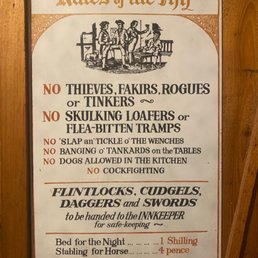 Rules of the Inn
NO THIEVES, FAKIRS, ROGUES
or TINKERS
NO SKULKING LOAFERS or
FLEA-BITTEN TRAMPS
NO 'SLAP an' TICKLE o' THE WENCHES
NO BANGING o' TANKARDS on the TABLES
NO DOGS ALLOWED IN THE KITCHEN
NO COCKFIGHTING
FLINTLOCKS, CUDGELS,
DAGGERS and SWORDS
to be handed to the INNKEEPER
for safe-keeping
Bed for the Night ... ... ... 1 Shilling
Stabling for Horse ... ... 4 pence